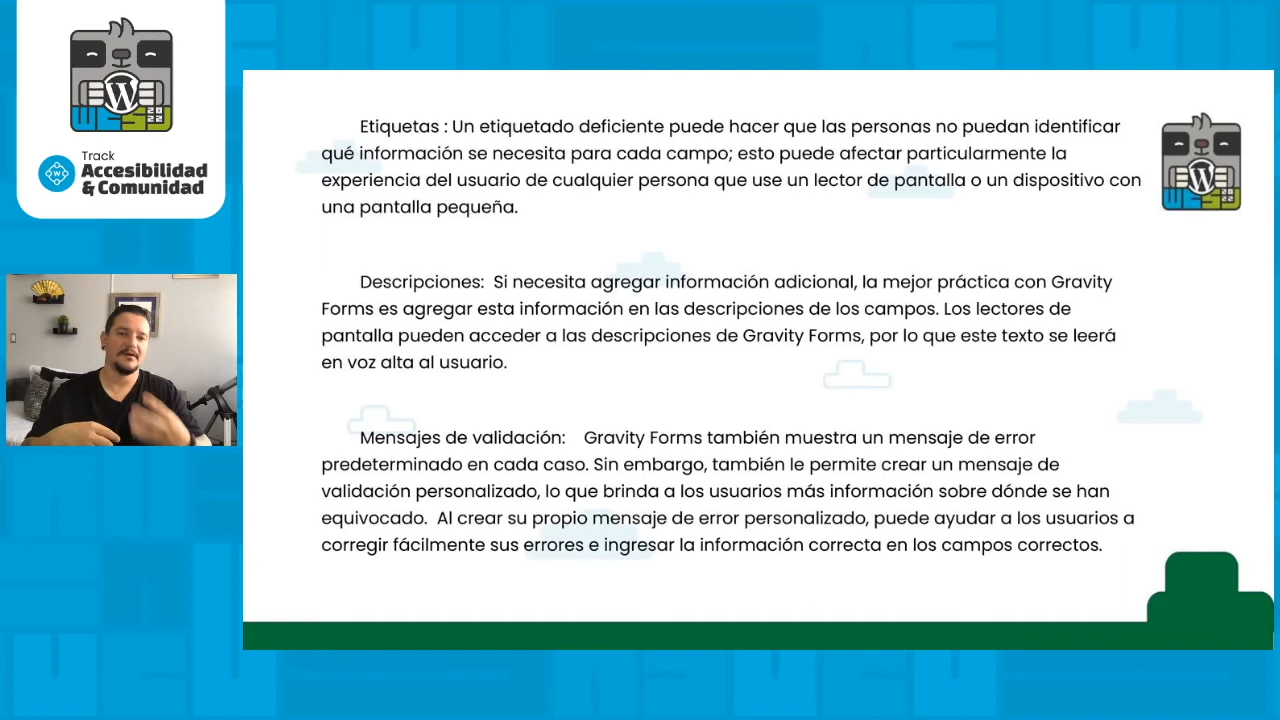 Track
Accesibilidad
& Comunidad
Etiquetas : Un etiquetado deficiente puede hacer que las personas no puedan identificar
qué información se necesita para cada campo; esto puede afectar particularmente la
experiencia del usuario de cualquier persona que use un lector de pantalla o un dispositivo con
una pantalla pequeña.
Descripciones: Si necesita agregar información adicional, la mejor práctica con Gravity
Forms es agregar esta información en las descripciones de los campos. Los lectores de
pantalla pueden acceder a las descripciones de Gravity Forms, por lo que este texto se leerá
en voz alta al usuario.
Mensajes de validación: Gravity Forms también muestra un mensaje de error
predeterminado en cada caso. Sin embargo, también le permite crear un mensaje de
validación personalizado, lo que brinda a los usuarios más información sobre dónde se han
equivocado. Al crear su propio mensaje de error personalizado, puede ayudar a los usuarios a
corregir fácilmente sus errores e ingresar la información correcta en los campos correctos.